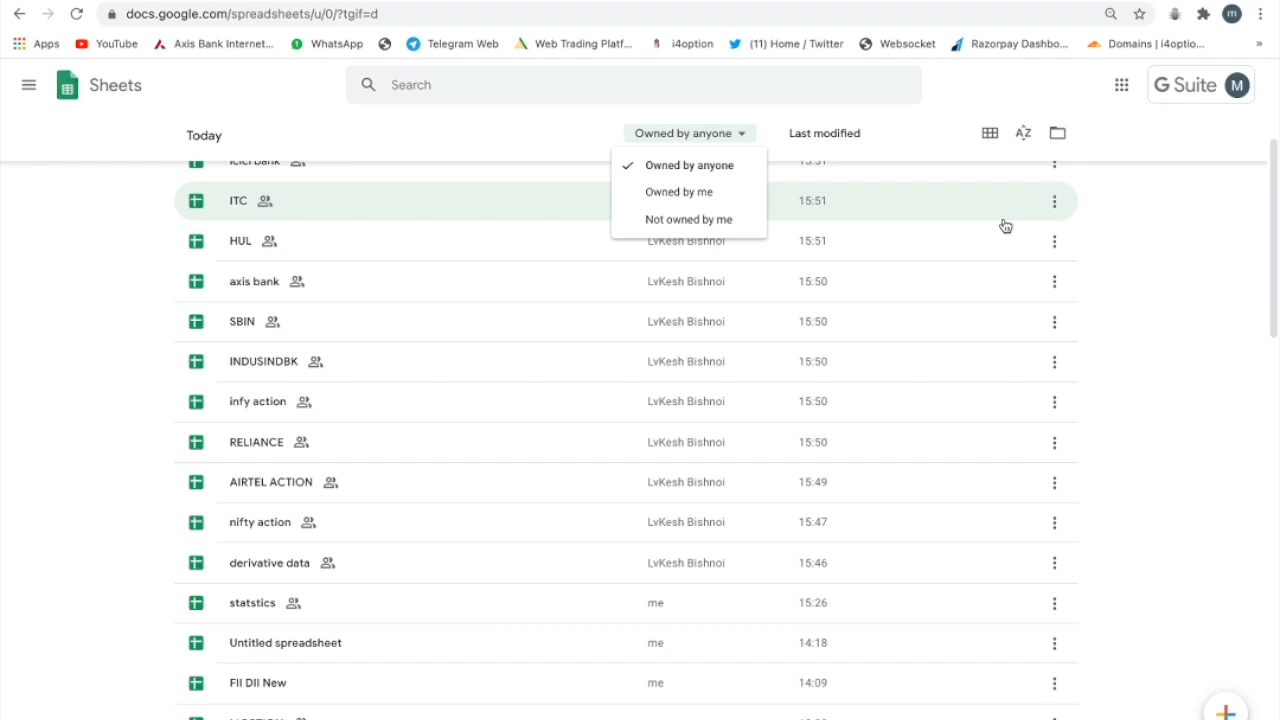 docs.google.com/spreadsheets/u/0/?tgif=d
m
Apps YouTube Axis Bank Internet... WhatsApp Telegram Web Web Trading Platf... i4option (11) Home / Twitter Websocket Razorpay Dashbo... Domains | i4optio... »
Sheets Search G Suite M
Today Owned by anyone Last modified
icici bank 15:51
Owned by anyone
Owned by me
Not owned by me
ITC 15:51
HUL LvKesh Bishnoi 15:51
axis bank LvKesh Bishnoi 15:50
SBIN LvKesh Bishnoi 15:50
INDUSINDBK LvKesh Bishnoi 15:50
infy action LvKesh Bishnoi 15:50
RELIANCE LvKesh Bishnoi 15:50
AIRTEL ACTION LvKesh Bishnoi 15:49
nifty action LvKesh Bishnoi 15:47
derivative data LvKesh Bishnoi 15:46
statstics me 15:26
Untitled spreadsheet me 14:18
FII DII New me 14:09